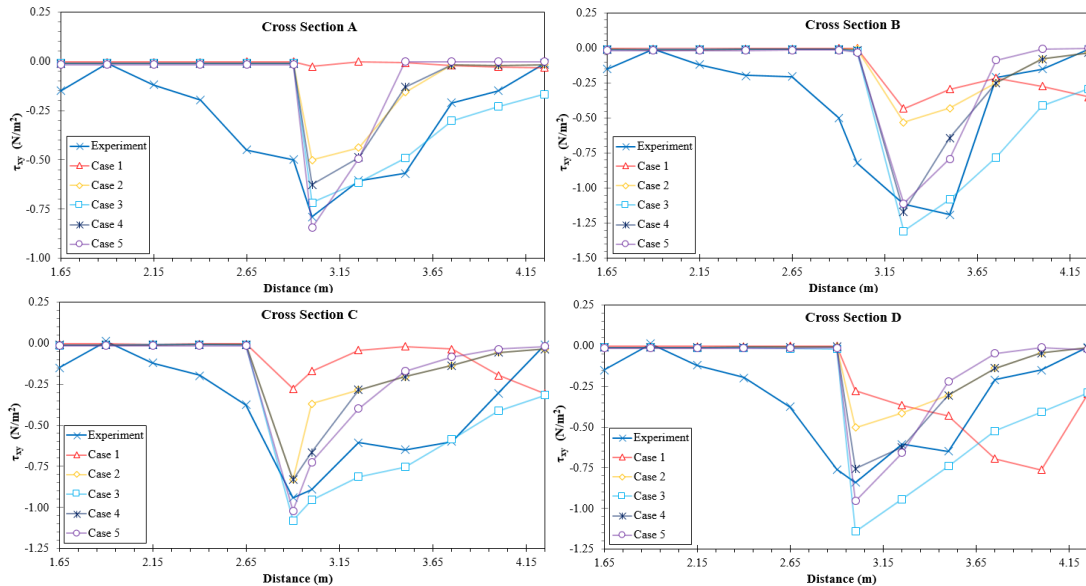 Cross Section A
0.25
0.00
-0.25
-0.50
-0.75
-1.00
τxy (N/m²)
Experiment
Case 1
Case 2
Case 3
Case 4
Case 5
1.65 2.15 2.65 3.15 3.65 4.15
Distance (m)
Cross Section B
0.25
0.00
-0.25
-0.50
-0.75
-1.00
-1.25
-1.50
τxy (N/m²)
Experiment
Case 1
Case 2
Case 3
Case 4
Case 5
1.65 2.15 2.65 3.15 3.65 4.15
Distance (m)
Cross Section C
0.25
0.00
-0.25
-0.50
-0.75
-1.00
-1.25
τxy (N/m²)
Experiment
Case 1
Case 2
Case 3
Case 4
Case 5
1.65 2.15 2.65 3.15 3.65 4.15
Distance (m)
Cross Section D
0.25
0.00
-0.25
-0.50
-0.75
-1.00
-1.25
τxy (N/m²)
Experiment
Case 1
Case 2
Case 3
Case 4
Case 5
1.65 2.15 2.65 3.15 3.65 4.15
Distance (m)